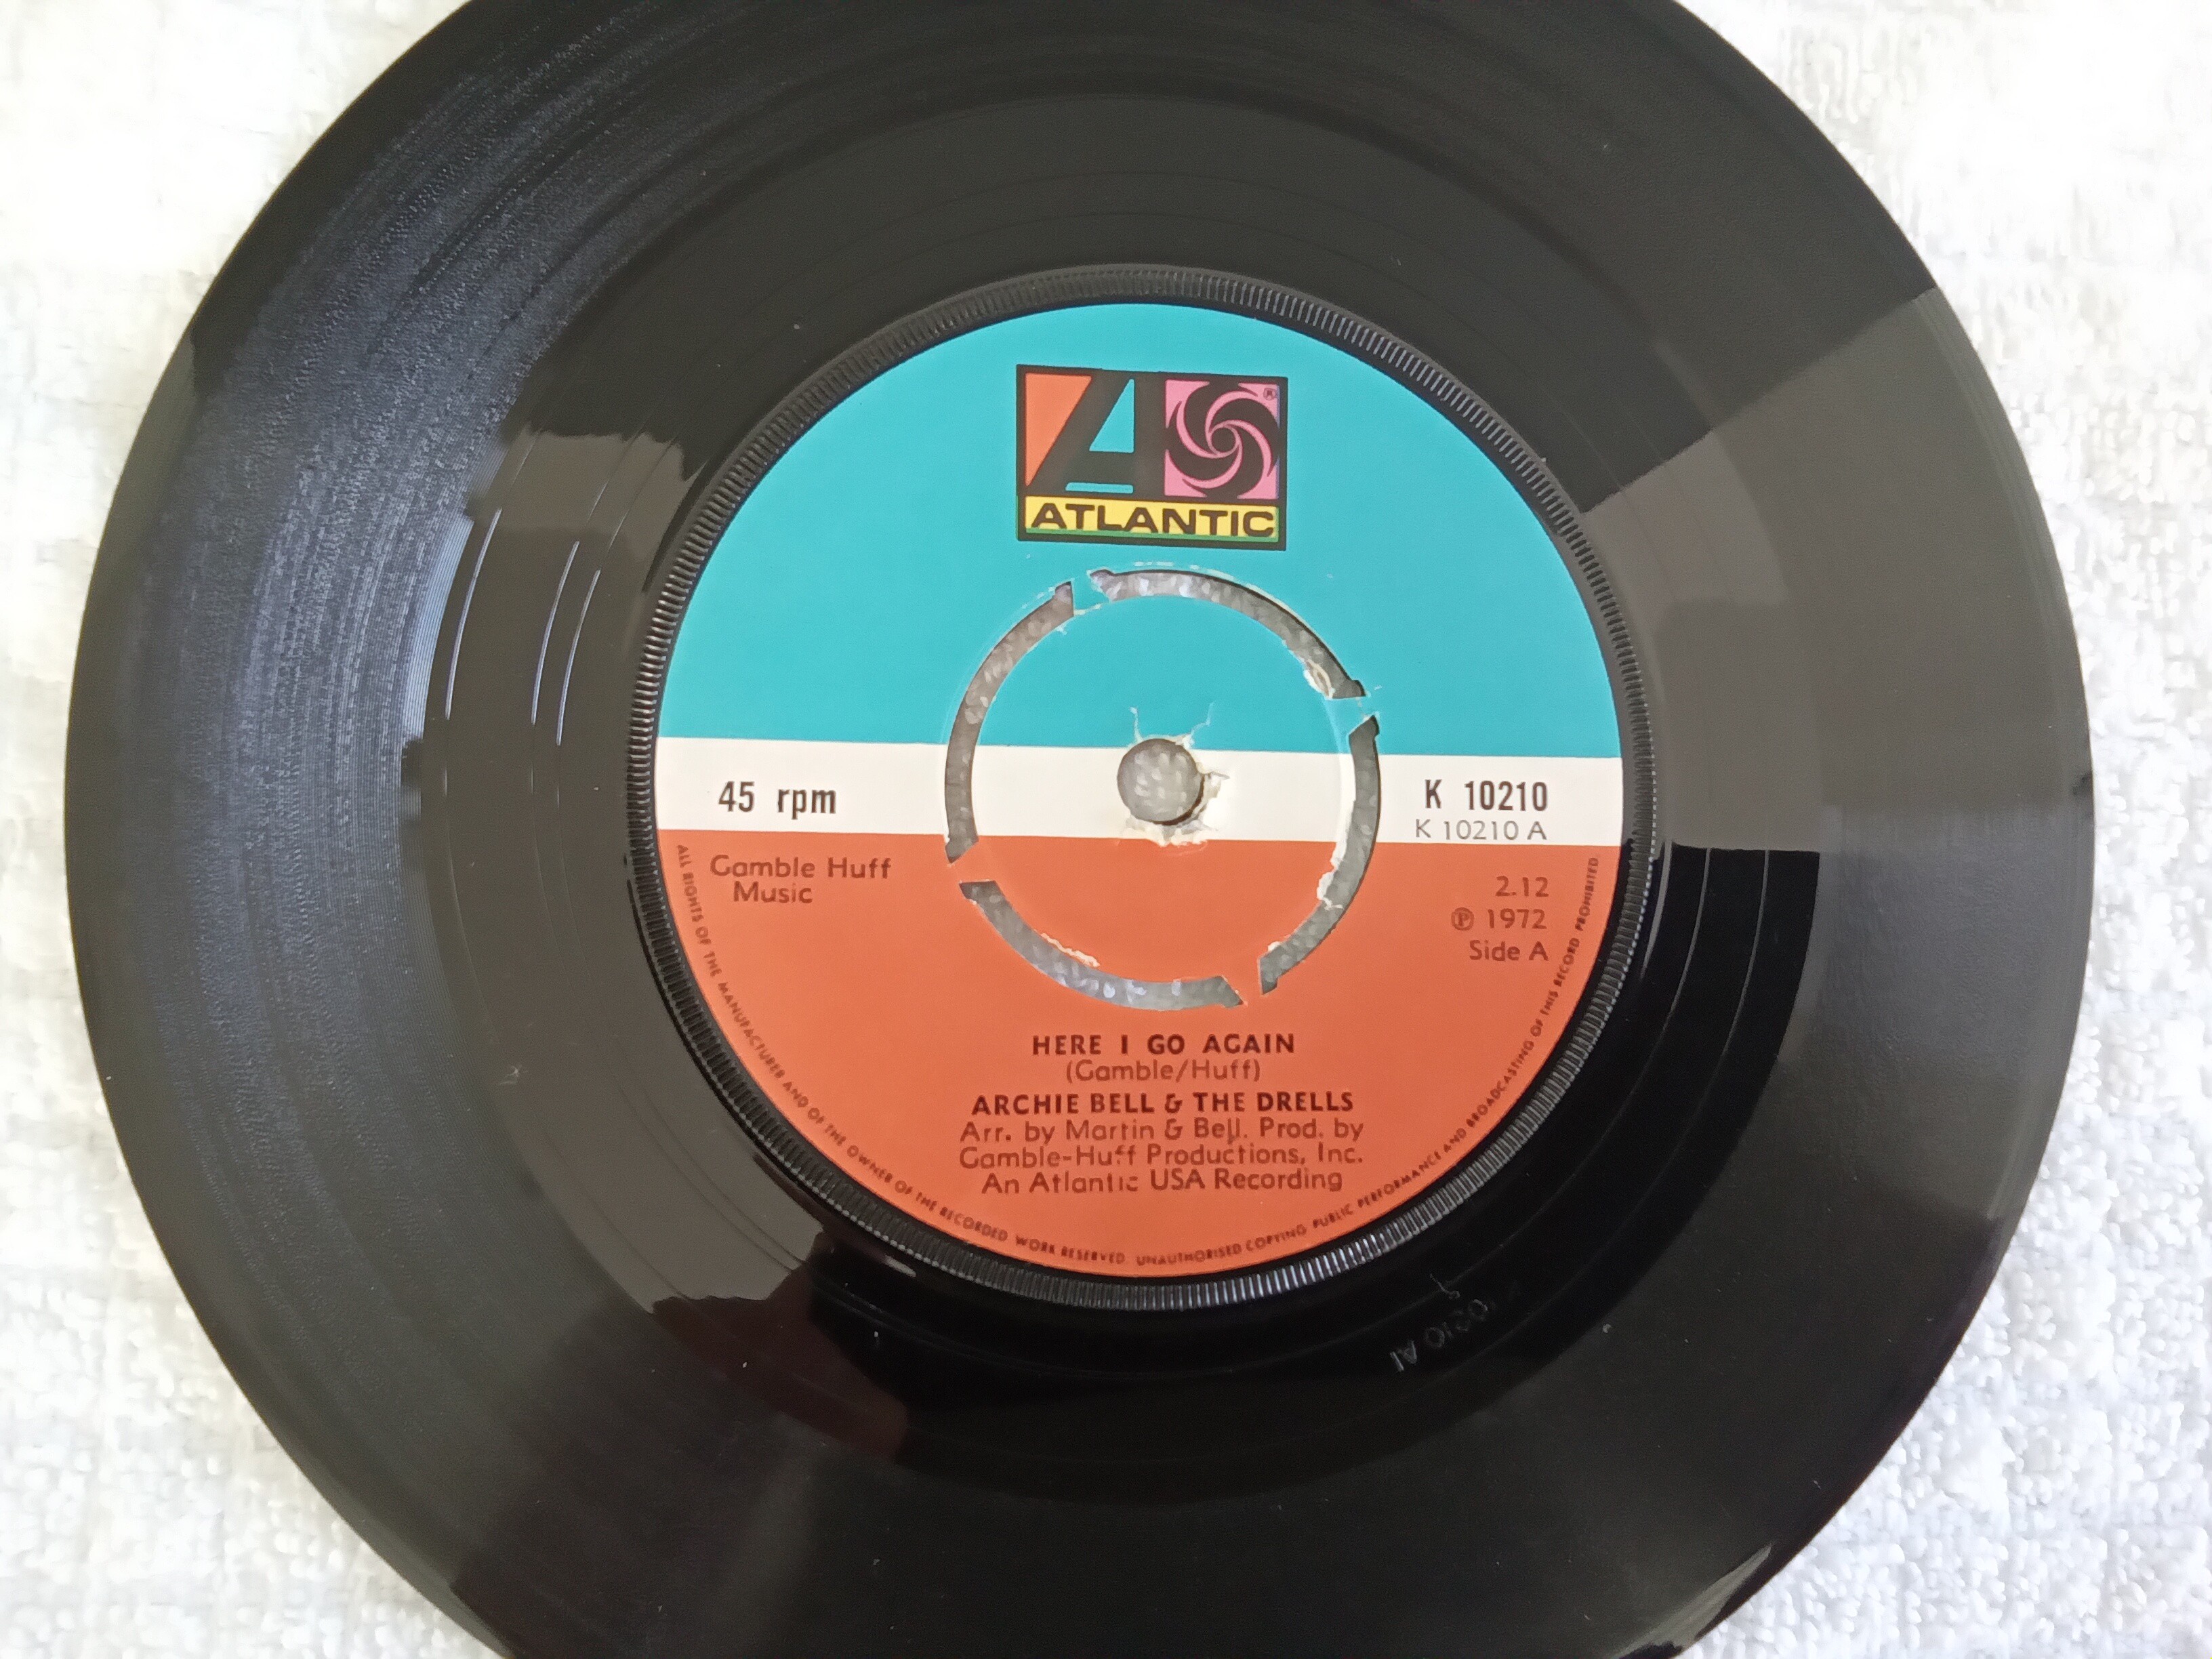 A
®
ATLANTIC
45 rpm
K 10210
K 10210 A
Gamble Huff
Music
2.12
℗ 1972
Side A
HERE I GO AGAIN
(Gamble/Huff)
ARCHIE BELL & THE DRELLS
Arr. by Martin & Bell. Prod. by
Gamble-Huff Productions, Inc.
An Atlantic USA Recording
ALL RIGHTS OF THE MANUFACTURER AND OF THE OWNER OF THE RECORDED WORK RESERVED. UNAUTHORISED COPYING PUBLIC PERFORMANCE AND BROADCASTING OF THIS RECORD PROHIBITED.